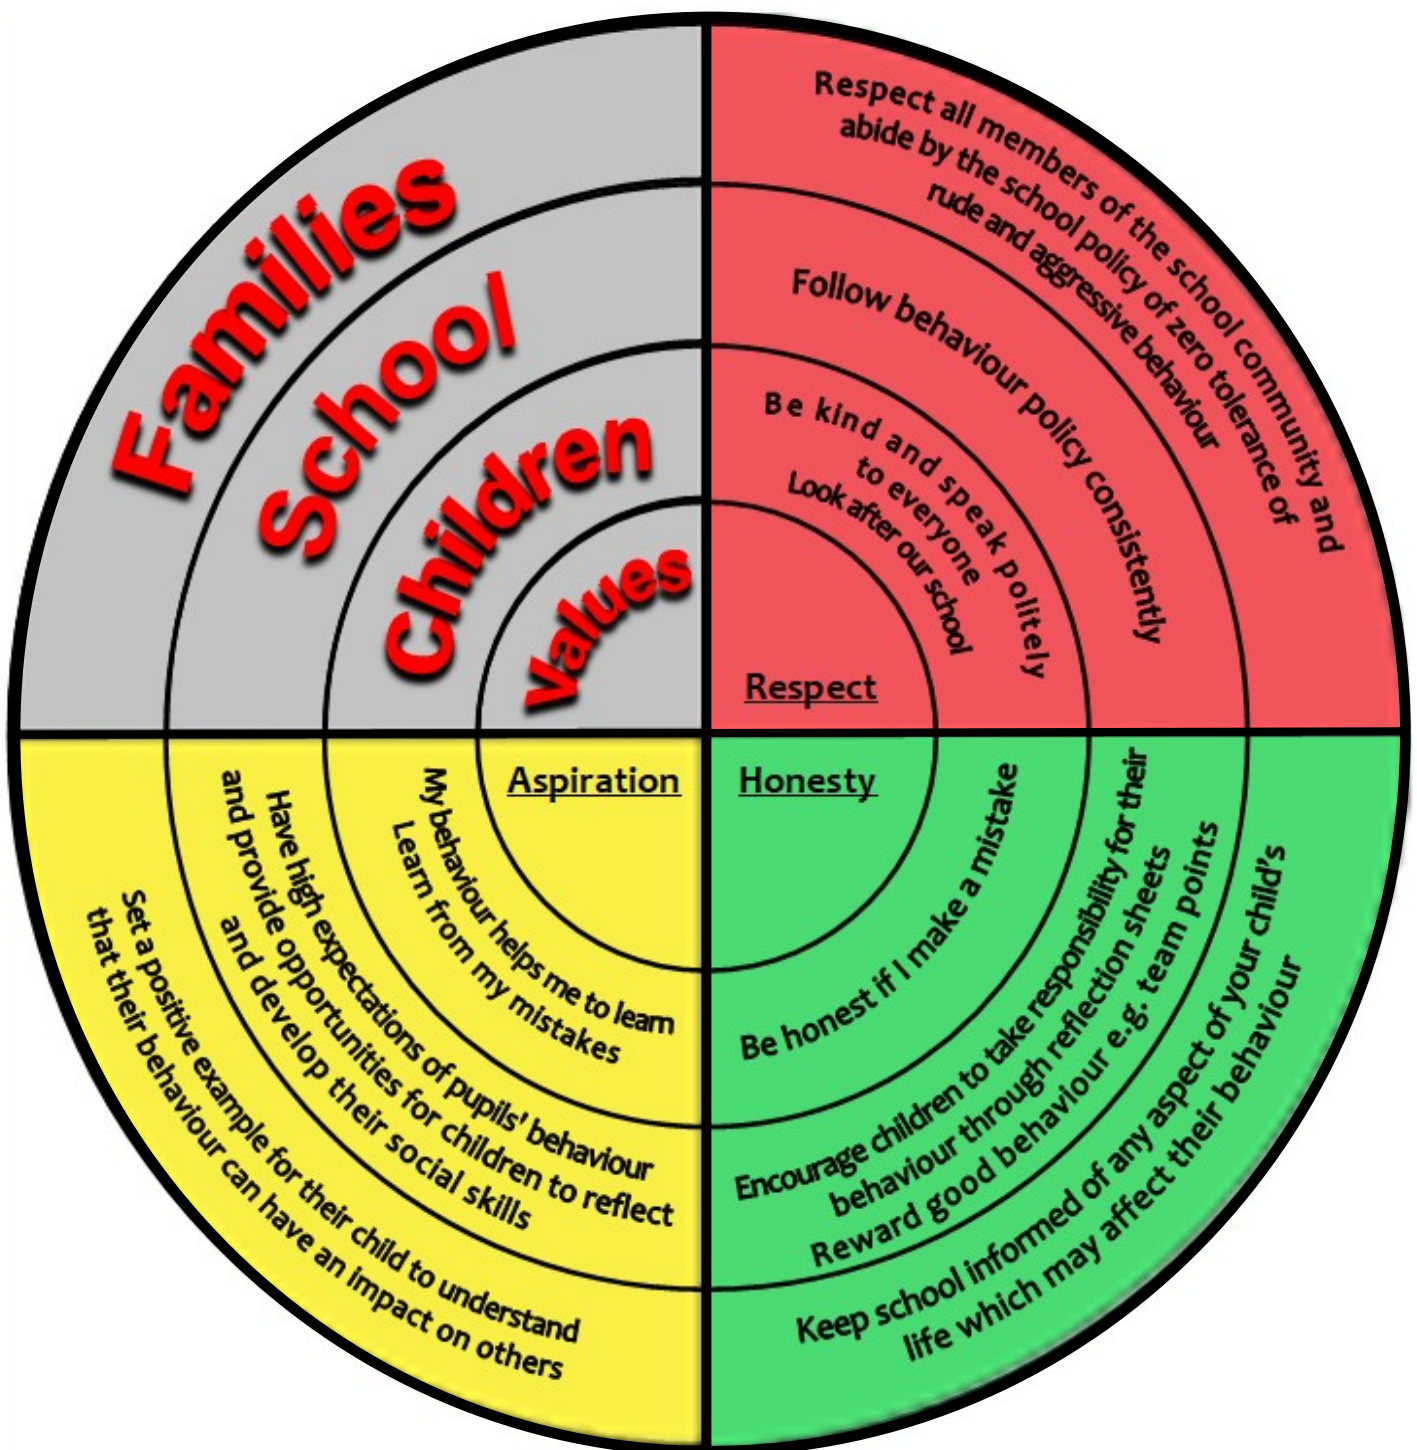 Families
School
Children
Values
Respect all members of the school community and
abide by the school policy of zero tolerance of
rude and aggressive behaviour
Follow behaviour policy consistently
Be kind and speak politely
to everyone
Look after our school
Respect
Aspiration
My behaviour helps me to learn
Learn from my mistakes
Have high expectations of pupils' behaviour
and provide opportunities for children to reflect
and develop their social skills
Set a positive example for their child to understand
that their behaviour can have an impact on others
Honesty
Be honest if I make a mistake
Encourage children to take responsibility for their
behaviour through reflection sheets
Reward good behaviour e.g. team points
Keep school informed of any aspect of your child's
life which may affect their behaviour